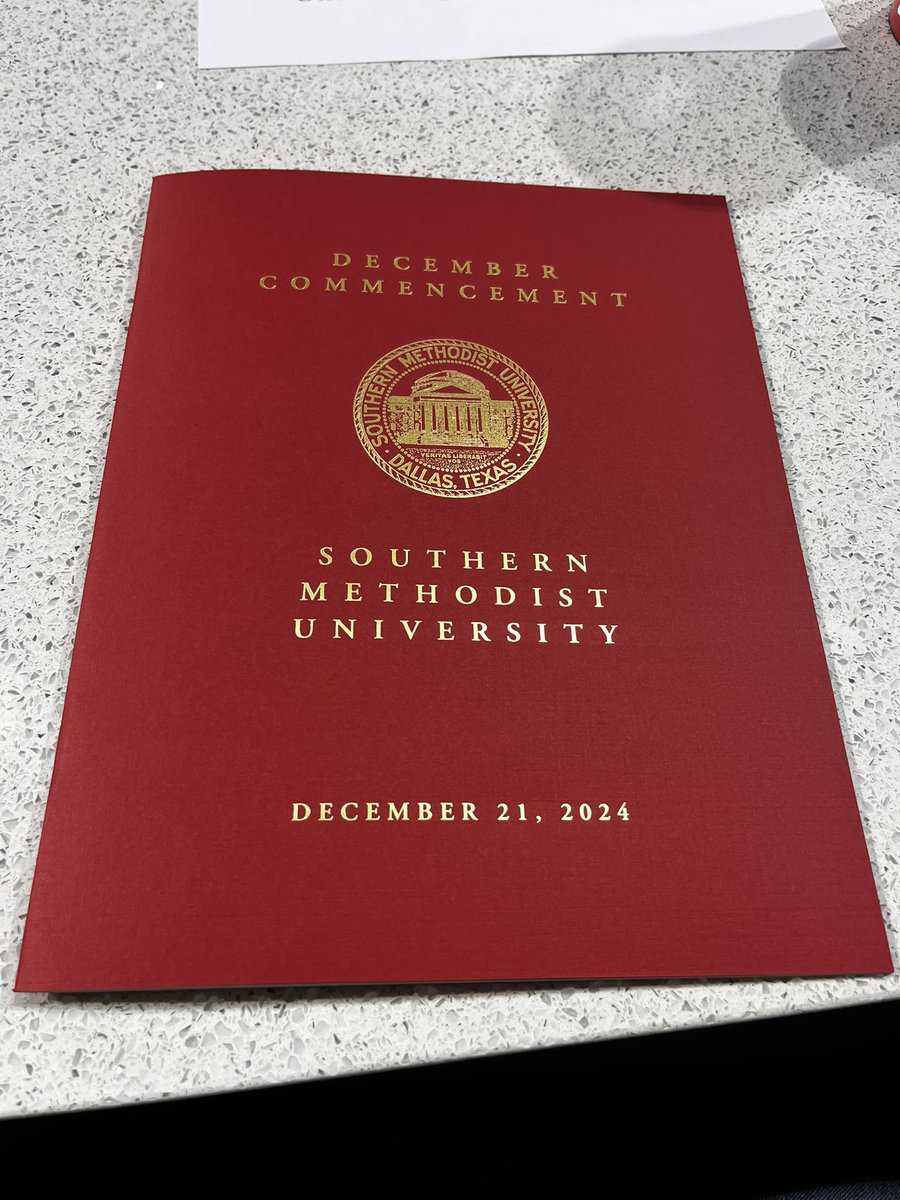 DECEMBER
COMMENCEMENT
SOUTHERN METHODIST UNIVERSITY
VERITAS LIBERABIT
VOS
· DALLAS, TEXAS ·
SOUTHERN
METHODIST
UNIVERSITY
DECEMBER 21, 2024